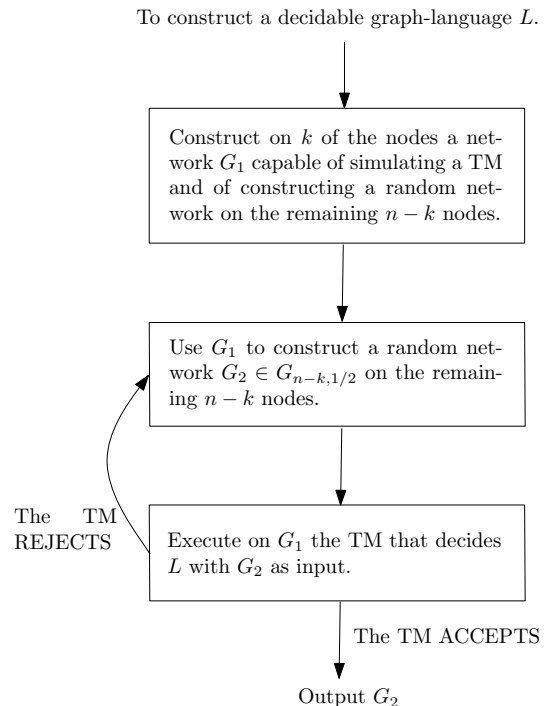 To construct a decidable graph-language L.
Construct on k of the nodes a net-
work G₁ capable of simulating a TM
and of constructing a random net-
work on the remaining n − k nodes.
Use G₁ to construct a random net-
work G₂ ∈ Gₙ₋ₖ,₁/₂ on the remain-
ing n − k nodes.
The TM
REJECTS
Execute on G₁ the TM that decides
L with G₂ as input.
The TM ACCEPTS
Output G₂